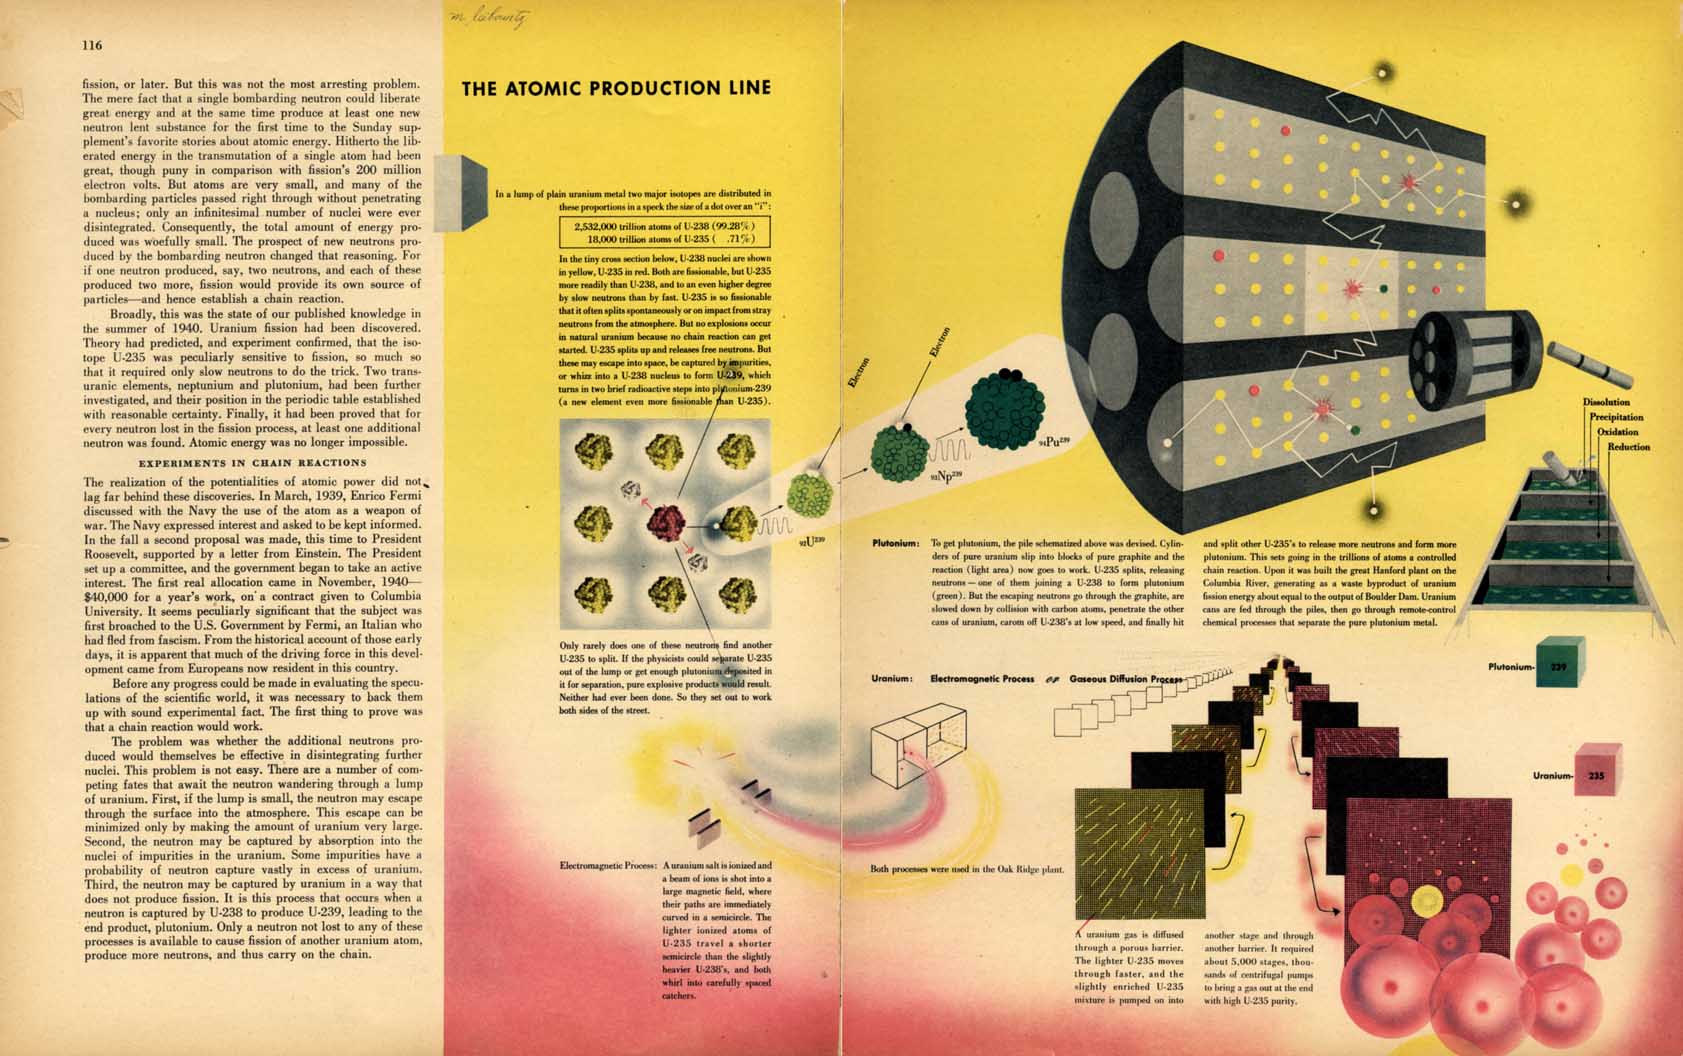 m. leibowitz
116
fission, or later. But this was not the most arresting problem.
The mere fact that a single bombarding neutron could liberate
great energy and at the same time produce at least one new
neutron lent substance for the first time to the Sunday sup-
plement's favorite stories about atomic energy. Hitherto the lib-
erated energy in the transmutation of a single atom had been
great, though puny in comparison with fission's 200 million
electron volts. But atoms are very small, and many of the
bombarding particles passed right through without penetrating
a nucleus; only an infinitesimal number of nuclei were ever
disintegrated. Consequently, the total amount of energy pro-
duced was woefully small. The prospect of new neutrons pro-
duced by the bombarding neutron changed that reasoning. For
if one neutron produced, say, two neutrons, and each of these
produced two more, fission would provide its own source of
particles—and hence establish a chain reaction.
Broadly, this was the state of our published knowledge in
the summer of 1940. Uranium fission had been discovered.
Theory had predicted, and experiment confirmed, that the iso-
tope U-235 was peculiarly sensitive to fission, so much so
that it required only slow neutrons to do the trick. Two trans-
uranic elements, neptunium and plutonium, had been further
investigated, and their position in the periodic table established
with reasonable certainty. Finally, it had been proved that for
every neutron lost in the fission process, at least one additional
neutron was found. Atomic energy was no longer impossible.
EXPERIMENTS IN CHAIN REACTIONS
The realization of the potentialities of atomic power did not
lag far behind these discoveries. In March, 1939, Enrico Fermi
discussed with the Navy the use of the atom as a weapon of
war. The Navy expressed interest and asked to be kept informed.
In the fall a second proposal was made, this time to President
Roosevelt, supported by a letter from Einstein. The President
set up a committee, and the government began to take an active
interest. The first real allocation came in November, 1940—
$40,000 for a year's work, on a contract given to Columbia
University. It seems peculiarly significant that the subject was
first broached to the U.S. Government by Fermi, an Italian who
had fled from fascism. From the historical account of those early
days, it is apparent that much of the driving force in this devel-
opment came from Europeans now resident in this country.
Before any progress could be made in evaluating the specu-
lations of the scientific world, it was necessary to back them
up with sound experimental fact. The first thing to prove was
that a chain reaction would work.
The problem was whether the additional neutrons pro-
duced would themselves be effective in disintegrating further
nuclei. This problem is not easy. There are a number of com-
peting fates that await the neutron wandering through a lump
of uranium. First, if the lump is small, the neutron may escape
through the surface into the atmosphere. This escape can be
minimized only by making the amount of uranium very large.
Second, the neutron may be captured by absorption into the
nuclei of impurities in the uranium. Some impurities have a
probability of neutron capture vastly in excess of uranium.
Third, the neutron may be captured by uranium in a way that
does not produce fission. It is this process that occurs when a
neutron is captured by U-238 to produce U-239, leading to the
end product, plutonium. Only a neutron not lost to any of these
processes is available to cause fission of another uranium atom,
produce more neutrons, and thus carry on the chain.
THE ATOMIC PRODUCTION LINE
In a lump of plain uranium metal two major isotopes are distributed in
these proportions in a speck the size of a dot over an "i":
2,532,000 trillion atoms of U-238 (99.28%)
18,000 trillion atoms of U-235 ( .71%)
In the tiny cross section below, U-238 nuclei are shown
in yellow, U-235 in red. Both are fissionable, but U-235
more readily than U-238, and to an even higher degree
by slow neutrons than by fast. U-235 is so fissionable
that it often splits spontaneously or on impact from stray
neutrons from the atmosphere. But no explosions occur
in natural uranium because no chain reaction can get
started. U-235 splits up and releases free neutrons. But
these may escape into space, be captured by impurities,
or whizz into a U-238 nucleus to form U-239, which
turns in two brief radioactive steps into plutonium-239
(a new element even more fissionable than U-235).
Electron
Electron
92U239
93Np239
94Pu239
Only rarely does one of these neutrons find another
U-235 to split. If the physicists could separate U-235
out of the lump or get enough plutonium deposited in
it for separation, pure explosive products would result.
Neither had ever been done. So they set out to work
both sides of the street.
Electromagnetic Process: A uranium salt is ionized and
a beam of ions is shot into a
large magnetic field, where
their paths are immediately
curved in a semicircle. The
lighter ionized atoms of
U-235 travel a shorter
semicircle than the slightly
heavier U-238's, and both
whirl into carefully spaced
catchers.
Dissolution
Precipitation
Oxidation
Reduction
Plutonium: To get plutonium, the pile schematized above was devised. Cylin-
ders of pure uranium slip into blocks of pure graphite and the
reaction (light area) now goes to work. U-235 splits, releasing
neutrons—one of them joining a U-238 to form plutonium
(green). But the escaping neutrons go through the graphite, are
slowed down by collision with carbon atoms, penetrate the other
cans of uranium, carom off U-238's at low speed, and finally hit
and split other U-235's to release more neutrons and form more
plutonium. This sets going in the trillions of atoms a controlled
chain reaction. Upon it was built the great Hanford plant on the
Columbia River, generating as a waste byproduct of uranium
fission energy about equal to the output of Boulder Dam. Uranium
cans are fed through the piles, then go through remote-control
chemical processes that separate the pure plutonium metal.
Plutonium- 239
Uranium: Electromagnetic Process or Gaseous Diffusion Process
Uranium- 235
Both processes were used in the Oak Ridge plant.
A uranium gas is diffused
through a porous barrier.
The lighter U-235 moves
through faster, and the
slightly enriched U-235
mixture is pumped on into
another stage and through
another barrier. It required
about 5,000 stages, thou-
sands of centrifugal pumps
to bring a gas out at the end
with high U-235 purity.